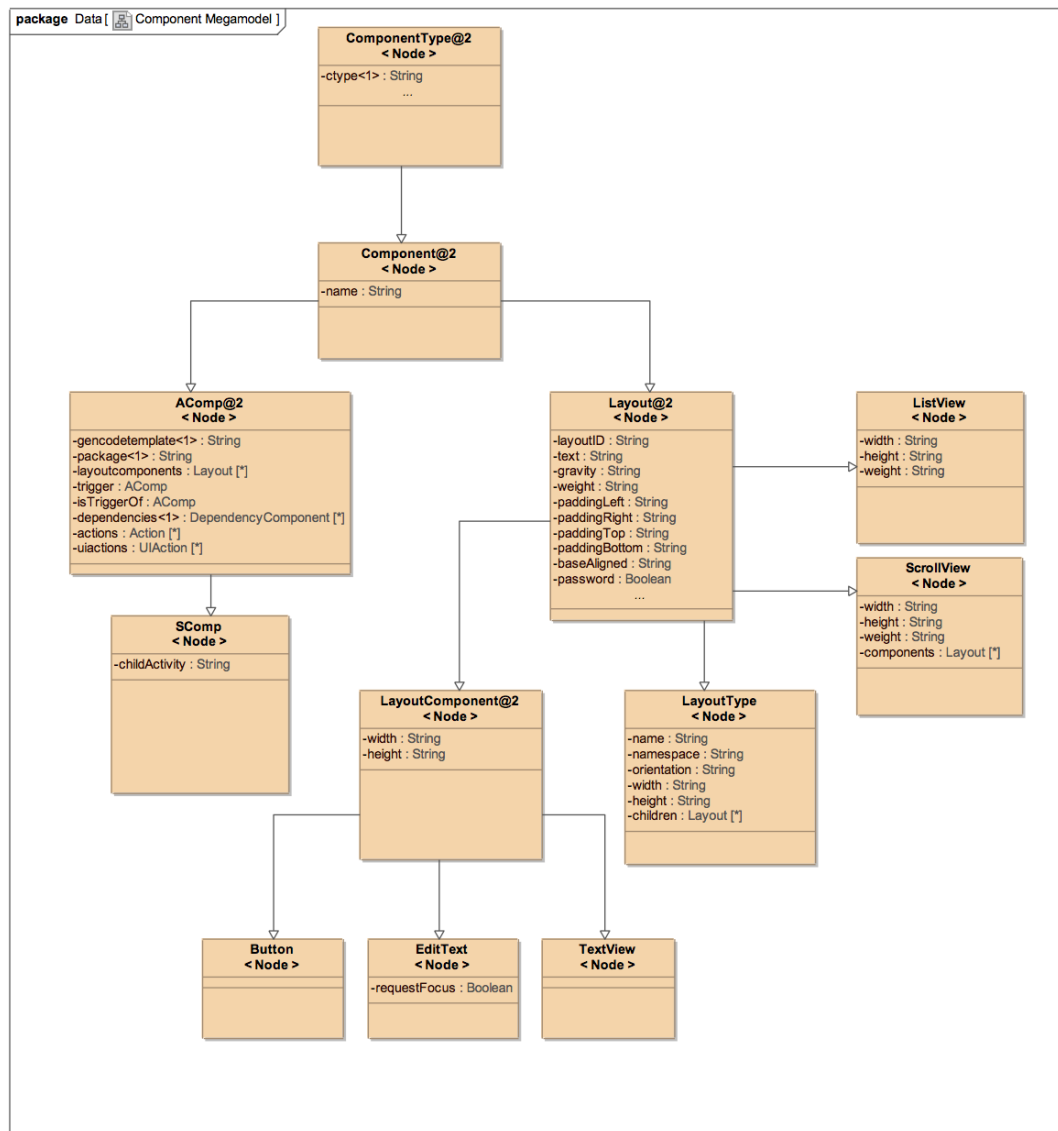 package Data [ Component Megamodel ]
ComponentType@2
< Node >
-ctype<1> : String
...
Component@2
< Node >
-name : String
AComp@2
< Node >
-gencodetemplate<1> : String
-package<1> : String
-layoutcomponents : Layout [*]
-trigger : AComp
-isTriggerOf : AComp
-dependencies<1> : DependencyComponent [*]
-actions : Action [*]
-uiactions : UIAction [*]
Layout@2
< Node >
-layoutID : String
-text : String
-gravity : String
-weight : String
-paddingLeft : String
-paddingRight : String
-paddingTop : String
-paddingBottom : String
-baseAligned : String
-password : Boolean
...
ListView
< Node >
-width : String
-height : String
-weight : String
ScrollView
< Node >
-width : String
-height : String
-weight : String
-components : Layout [*]
SComp
< Node >
-childActivity : String
LayoutComponent@2
< Node >
-width : String
-height : String
LayoutType
< Node >
-name : String
-namespace : String
-orientation : String
-width : String
-height : String
-children : Layout [*]
Button
< Node >
EditText
< Node >
-requestFocus : Boolean
TextView
< Node >